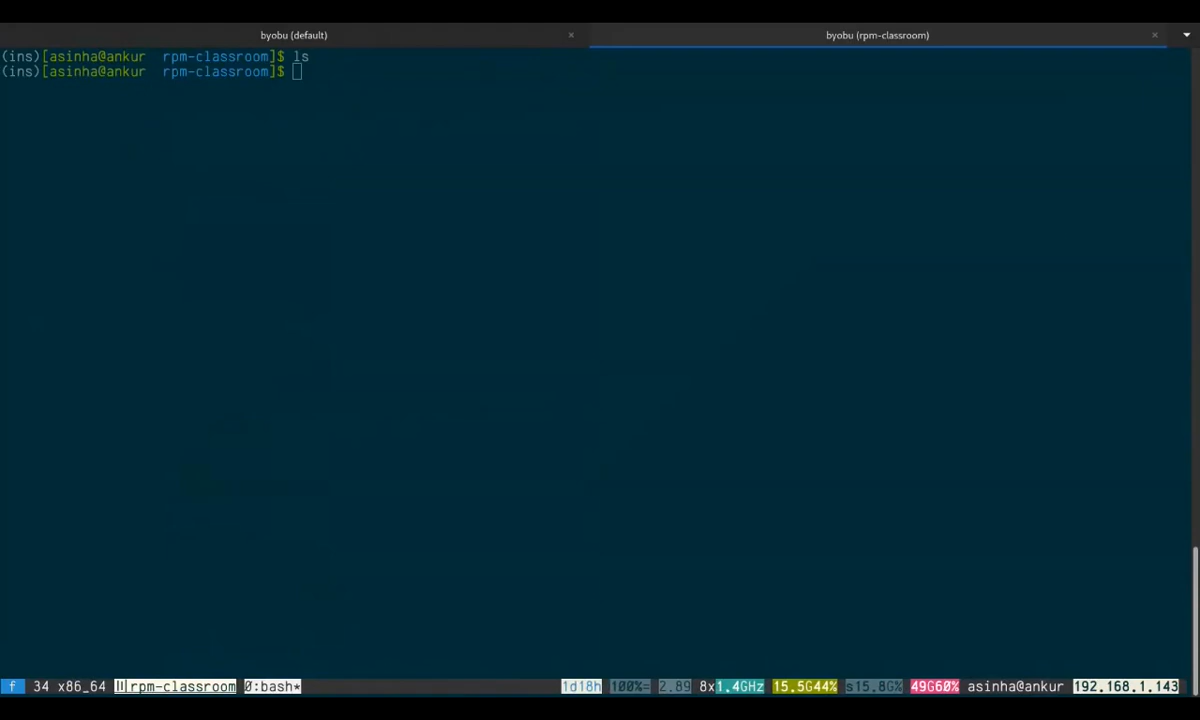 byobu (default) × byobu (rpm-classroom) ×
(ins)[asinha@ankur rpm-classroom]$ ls
(ins)[asinha@ankur rpm-classroom]$
f 34 x86_64 rpm-classroom 0:bash* 1d18h 100%= 2.89 8x1.4GHz 15.5G44% s15.8G% 49G60% asinha@ankur 192.168.1.143